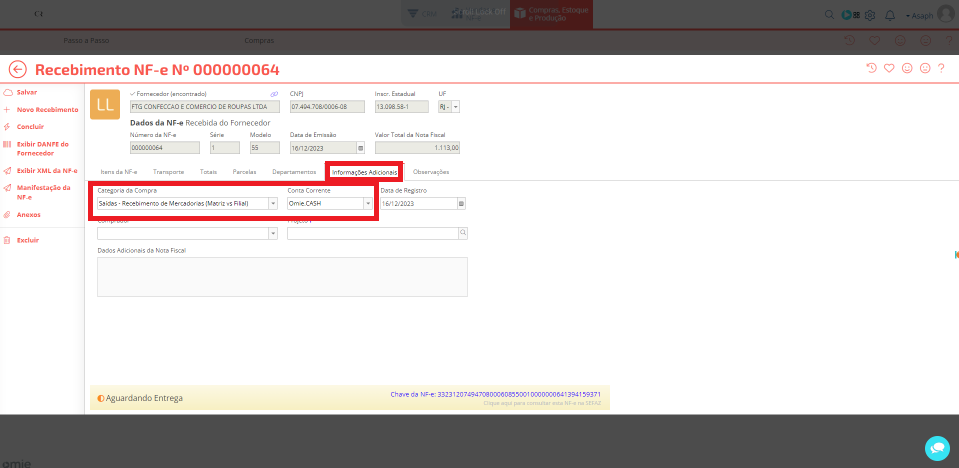 CRM
Compras, Estoque
e Produção
Asaph
Passo a Passo
Compras
Recebimento NF-e Nº 000000064
Salvar
Novo Recebimento
Concluir
Exibir DANFE do
Fornecedor
Exibir XML da NF-e
Manifestação da
NF-e
Anexos
Excluir
LL
Fornecedor (encontrado)
CNPJ
Inscr. Estadual
UF
FTG CONFECCAO E COMERCIO DE ROUPAS LTDA
07.494.708/0006-08
13.098.58-1
RJ -
Dados da NF-e Recebida do Fornecedor
Número da NF-e
Série
Modelo
Data de Emissão
Valor Total da Nota Fiscal
000000064
1
55
16/12/2023
1.113,00
Itens da NF-e
Transporte
Totais
Parcelas
Departamentos
Informações Adicionais
Observações
Categoria da Compra
Conta Corrente
Data de Registro
Saídas - Recebimento de Mercadorias (Matriz vs Filial)
Omie.CASH
16/12/2023
Dados Adicionais da Nota Fiscal
Aguardando Entrega
Chave da NF-e: 33231207494708000608550010000000641394159371
Clique aqui para consultar esta NF-e na SEFAZ
omie